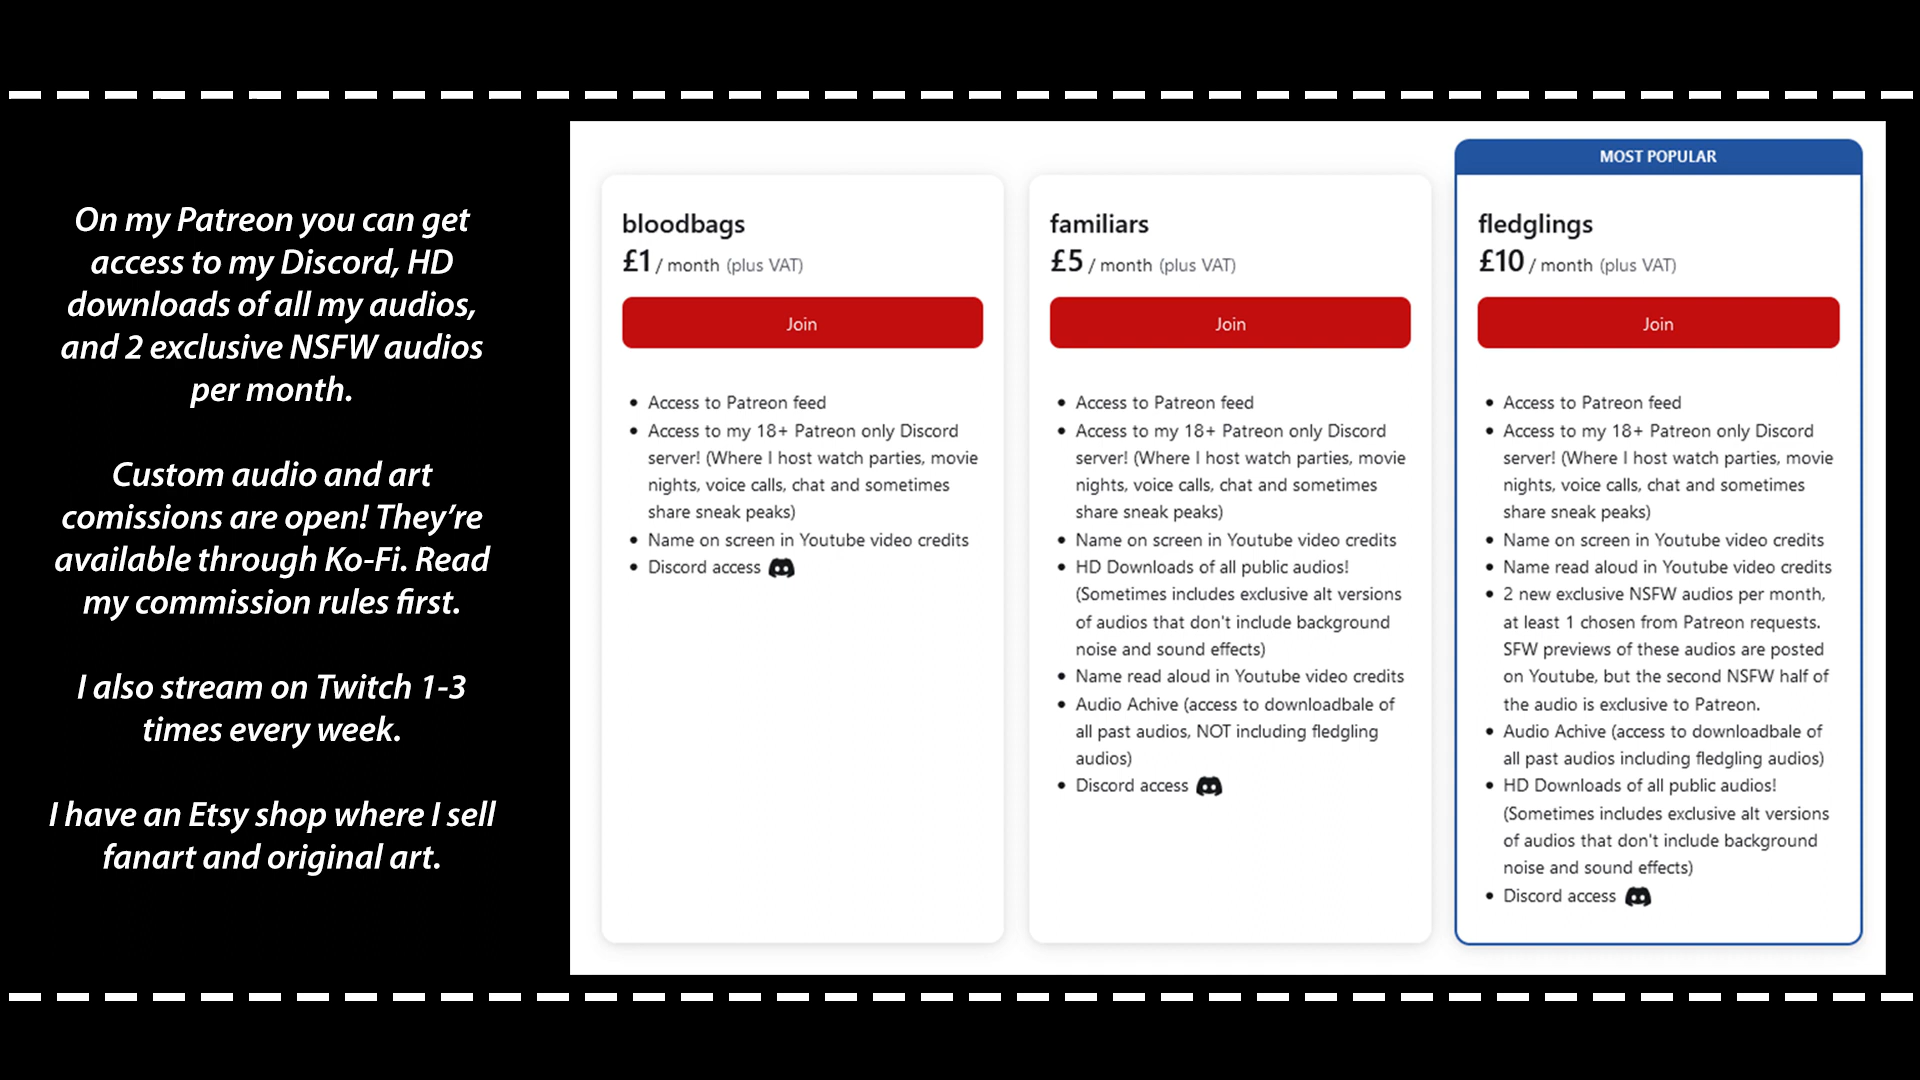 On my Patreon you can get
access to my Discord, HD
downloads of all my audios,
and 2 exclusive NSFW audios
per month.
Custom audio and art
comissions are open! They're
available through Ko-Fi. Read
my commission rules first.
I also stream on Twitch 1-3
times every week.
I have an Etsy shop where I sell
fanart and original art.
bloodbags
£1 / month (plus VAT)
Join
• Access to Patreon feed
• Access to my 18+ Patreon only Discord
server! (Where I host watch parties, movie
nights, voice calls, chat and sometimes
share sneak peaks)
• Name on screen in Youtube video credits
• Discord access
familiars
£5 / month (plus VAT)
Join
• Access to Patreon feed
• Access to my 18+ Patreon only Discord
server! (Where I host watch parties, movie
nights, voice calls, chat and sometimes
share sneak peaks)
• Name on screen in Youtube video credits
• HD Downloads of all public audios!
(Sometimes includes exclusive alt versions
of audios that don't include background
noise and sound effects)
• Name read aloud in Youtube video credits
• Audio Achive (access to downloadbale of
all past audios, NOT including fledgling
audios)
• Discord access
MOST POPULAR
fledglings
£10 / month (plus VAT)
Join
• Access to Patreon feed
• Access to my 18+ Patreon only Discord
server! (Where I host watch parties, movie
nights, voice calls, chat and sometimes
share sneak peaks)
• Name on screen in Youtube video credits
• Name read aloud in Youtube video credits
• 2 new exclusive NSFW audios per month,
at least 1 chosen from Patreon requests.
SFW previews of these audios are posted
on Youtube, but the second NSFW half of
the audio is exclusive to Patreon.
• Audio Achive (access to downloadbale of
all past audios including fledgling audios)
• HD Downloads of all public audios!
(Sometimes includes exclusive alt versions
of audios that don't include background
noise and sound effects)
• Discord access